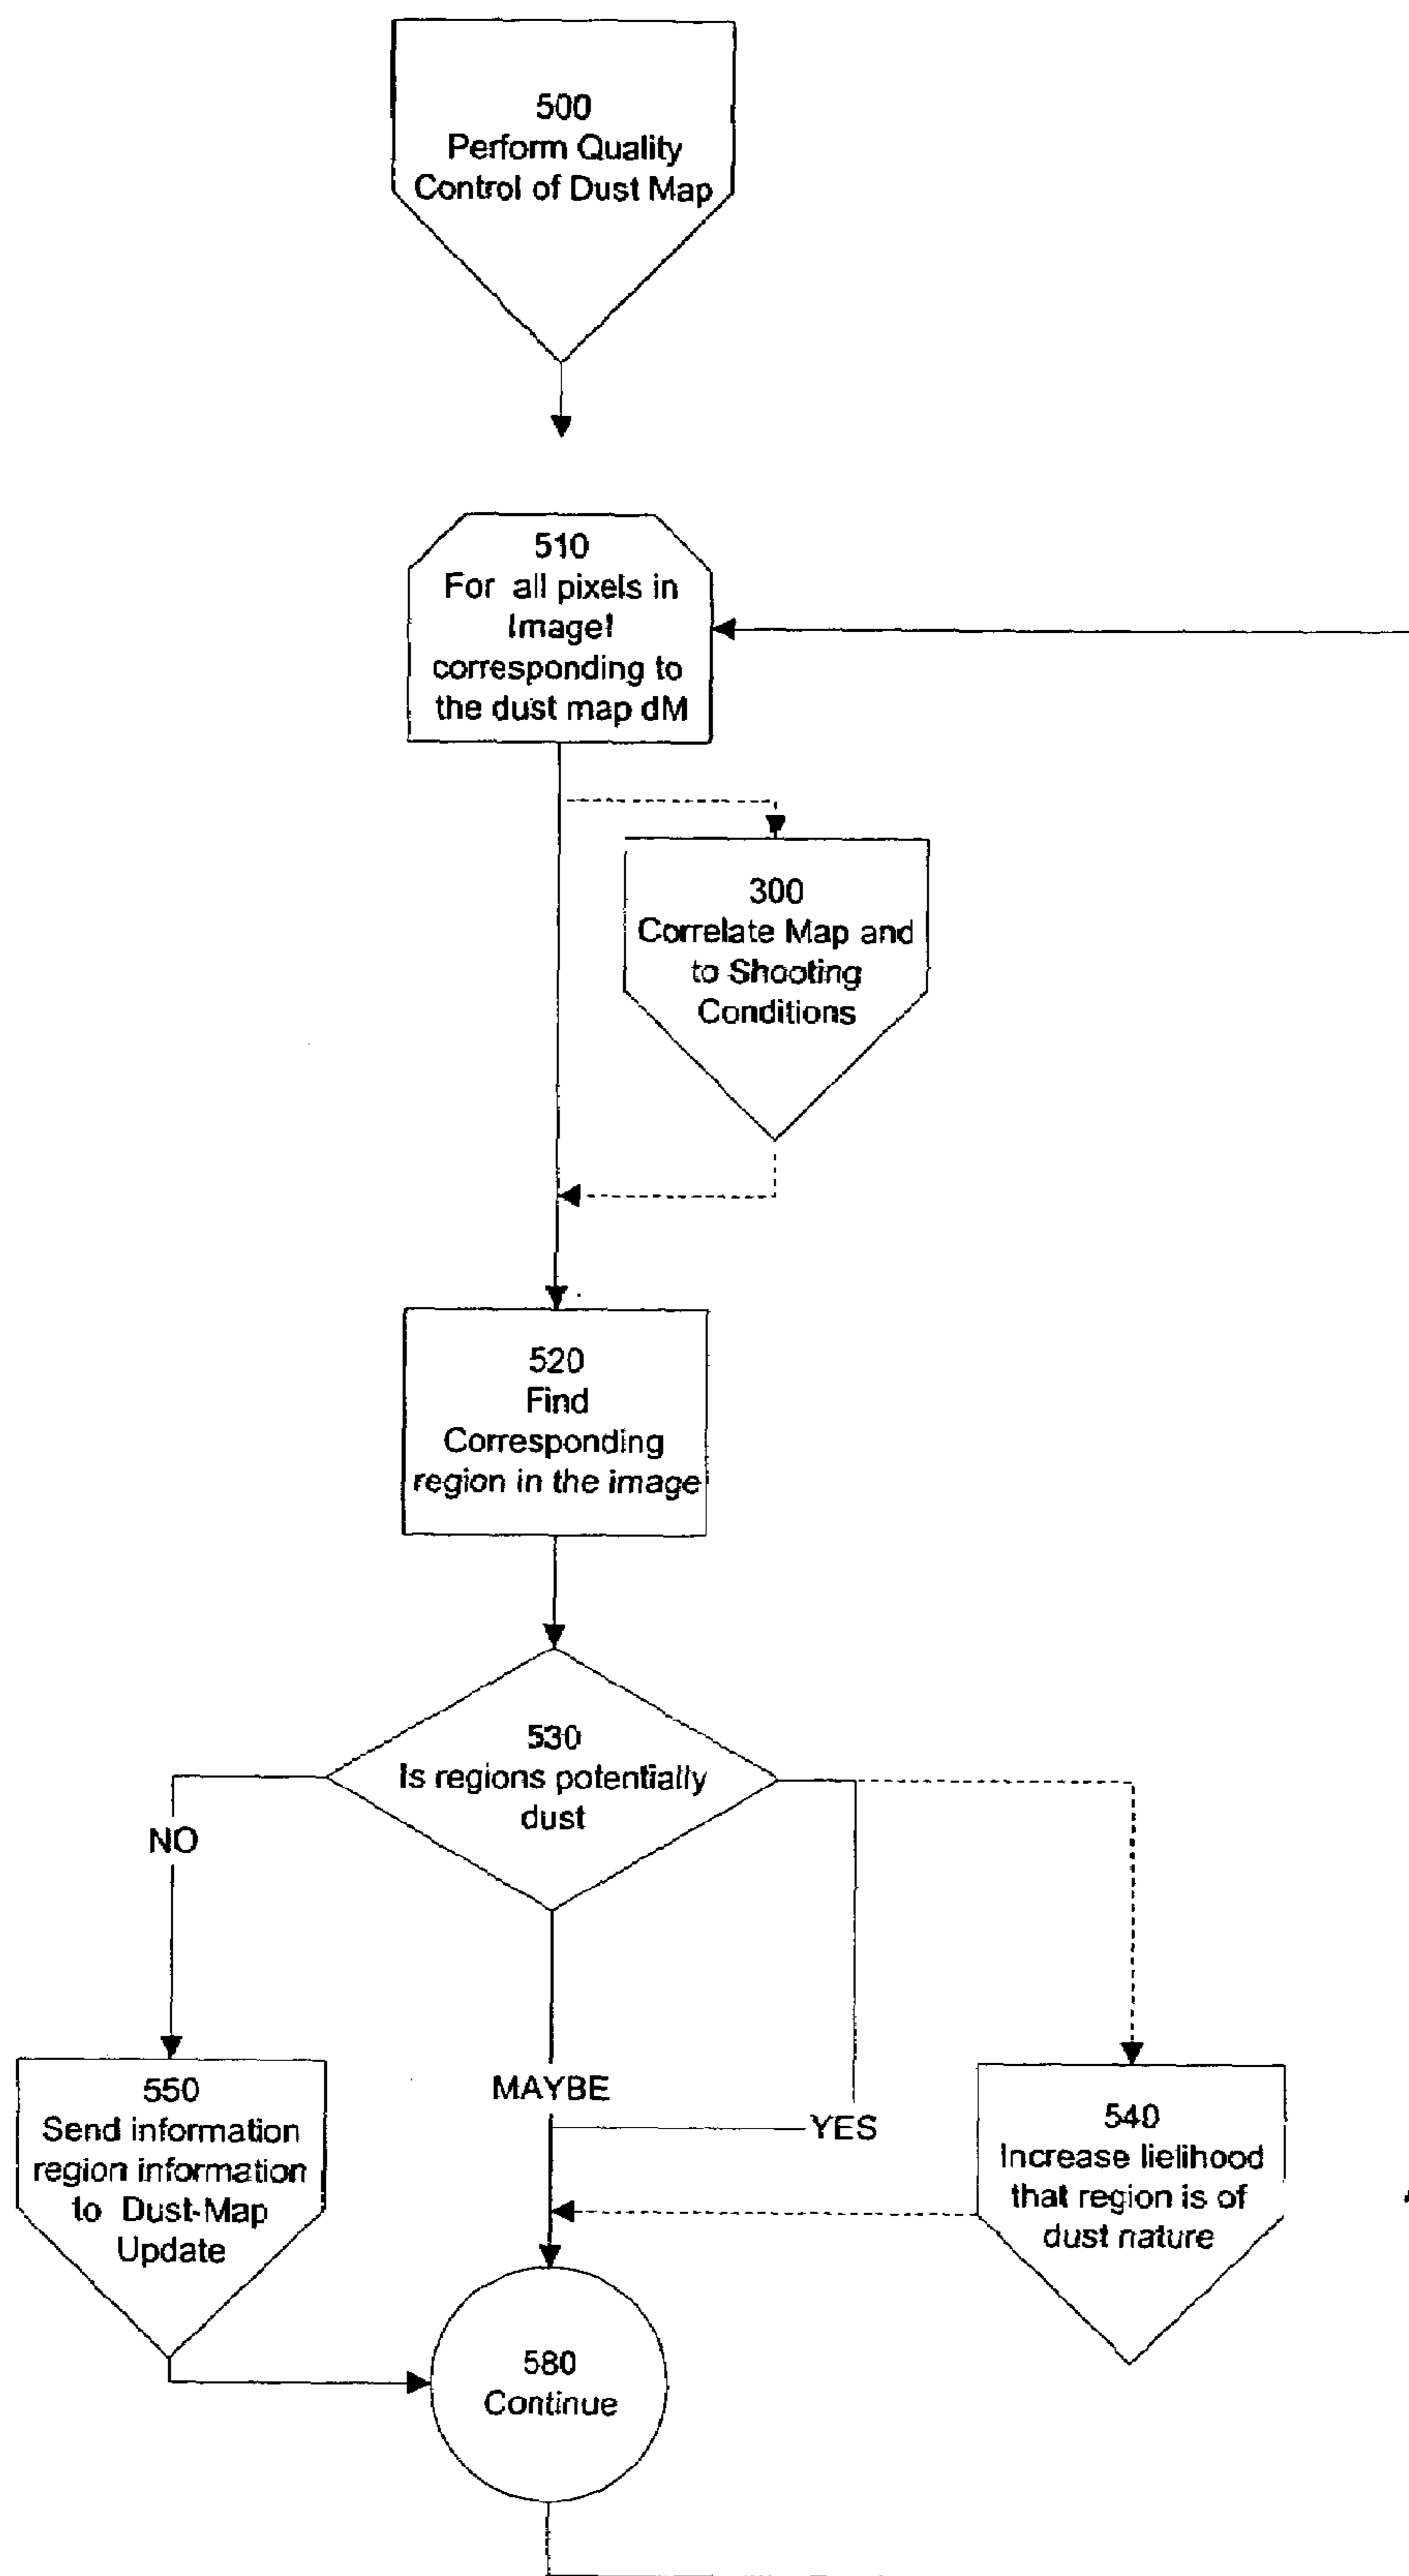 500
Perform Quality
Control of Dust Map
510
For all pixels in
ImageI
corresponding to
the dust map dM
300
Correlate Map and
to Shooting
Conditions
520
Find
Corresponding
region in the image
530
Is regions potentially
dust
NO
MAYBE
YES
550
Send information
region information
to Dust-Map
Update
540
Increase lielihood
that region is of
dust nature
580
Continue